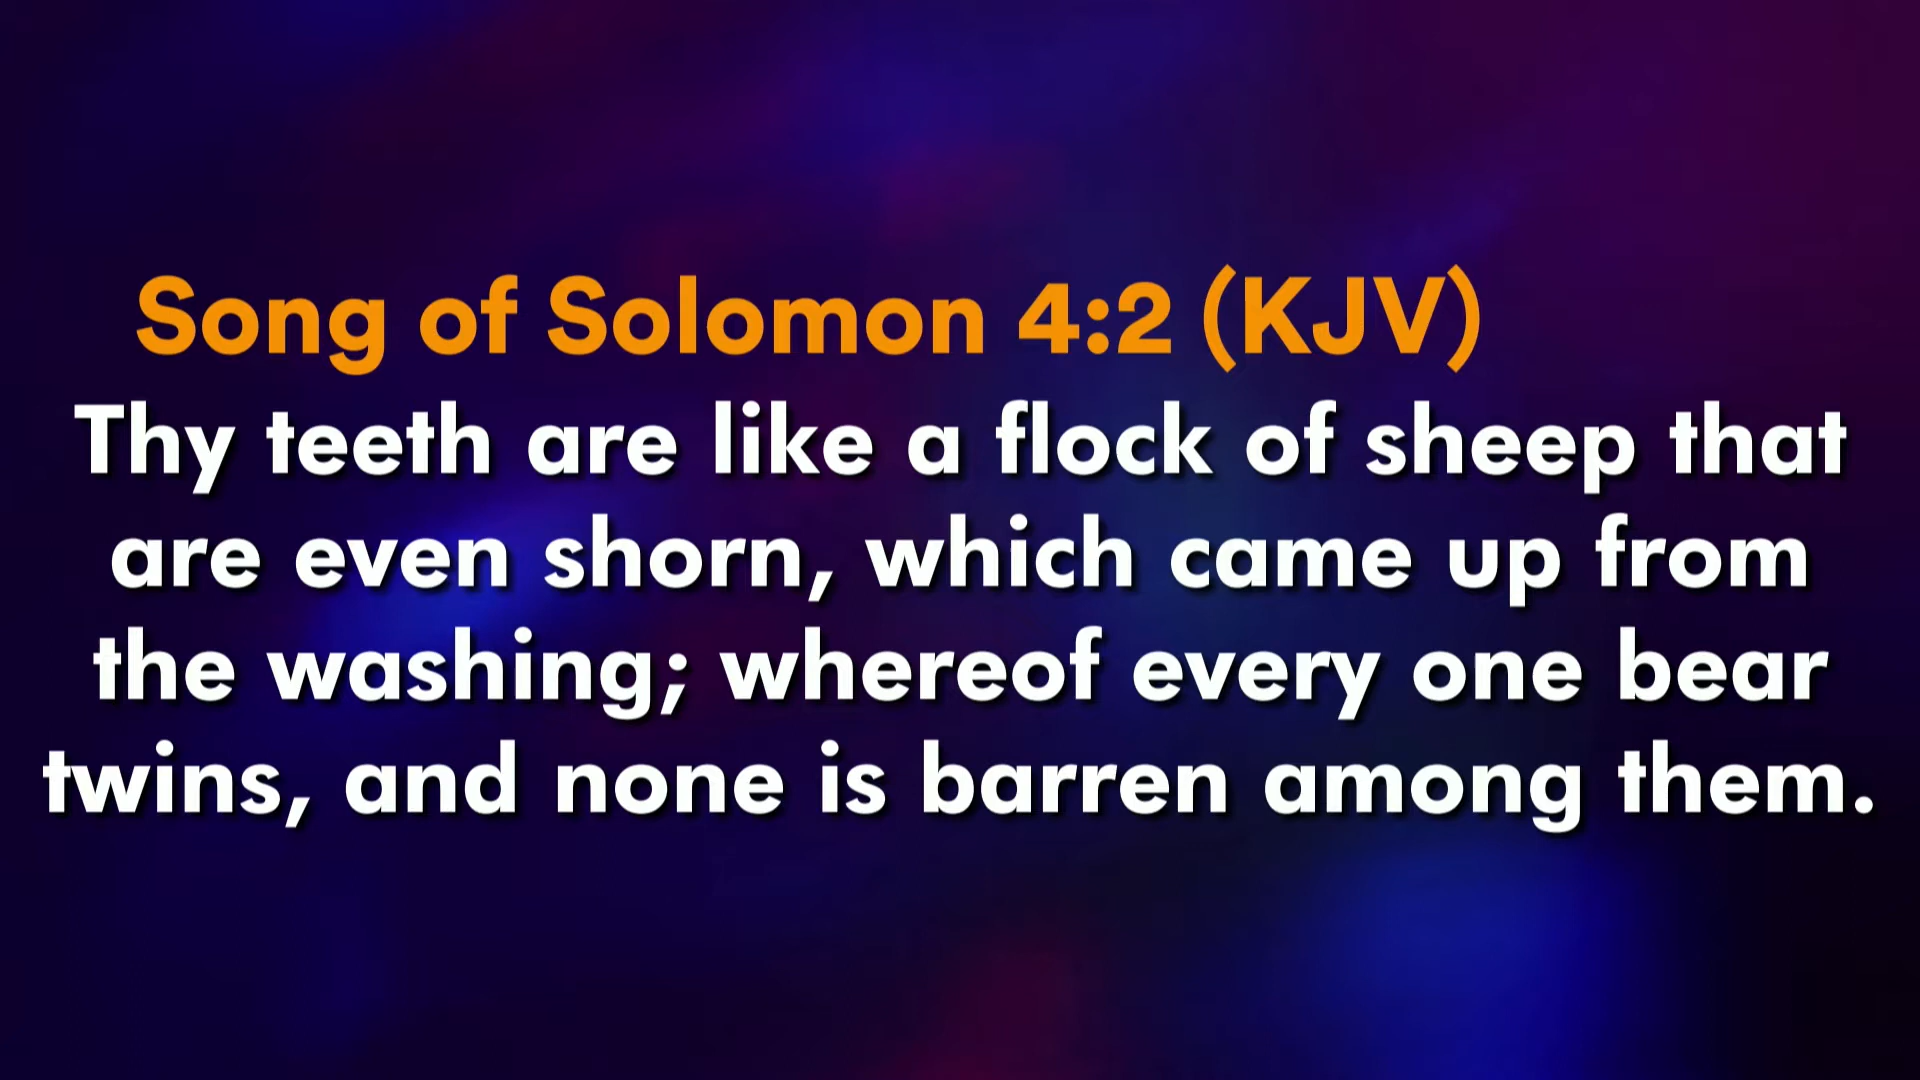 Song of Solomon 4:2 (KJV)
Thy teeth are like a flock of sheep that
are even shorn, which came up from
the washing; whereof every one bear
twins, and none is barren among them.